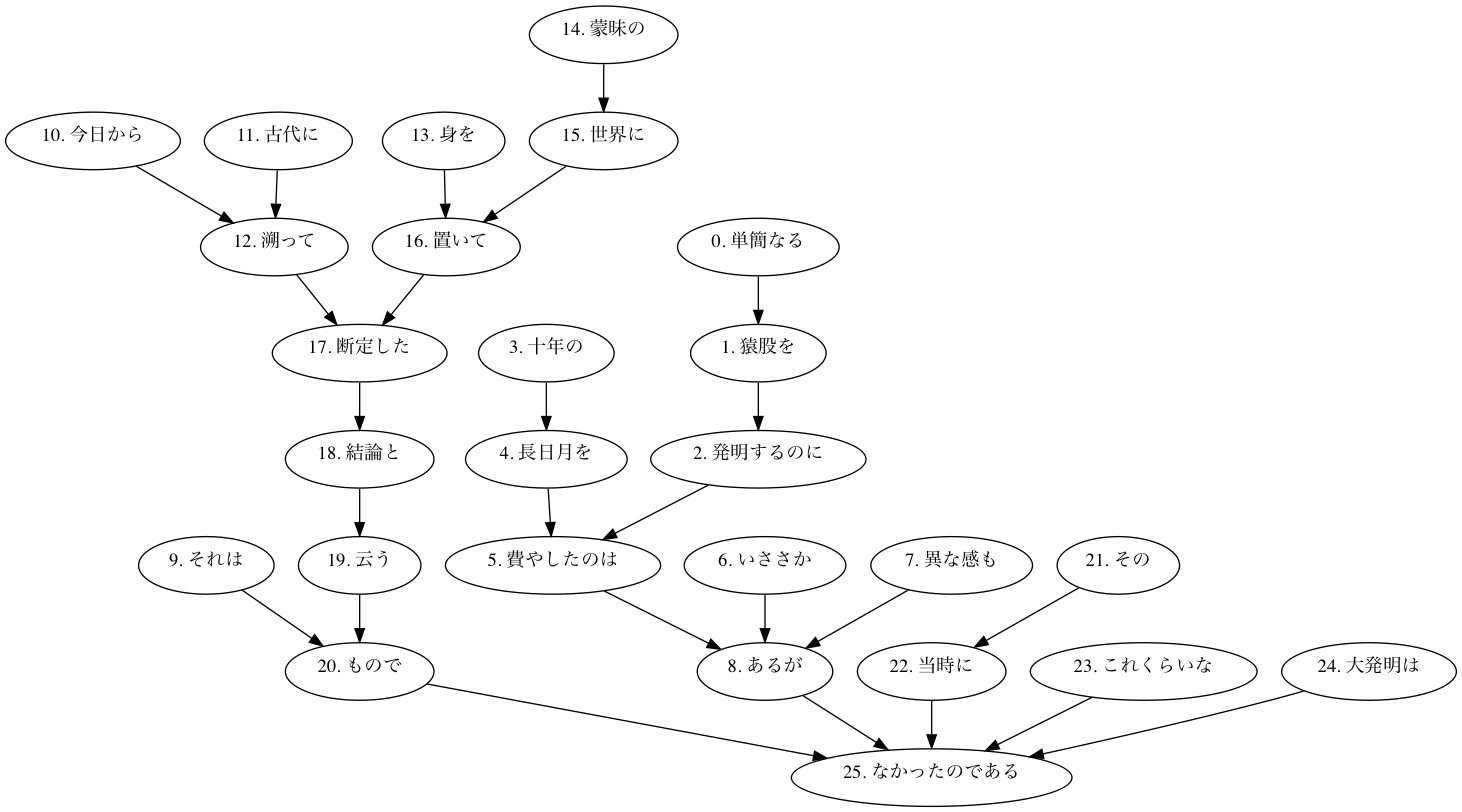 14. 蒙昧の
10. 今日から
11. 古代に
13. 身を
15. 世界に
12. 溯って
16. 置いて
0. 単簡なる
17. 断定した
3. 十年の
1. 猿股を
18. 結論と
4. 長日月を
2. 発明するのに
9. それは
19. 云う
5. 費やしたのは
6. いささか
7. 異な感も
21. その
20. もので
8. あるが
22. 当時に
23. これくらいな
24. 大発明は
25. なかったのである